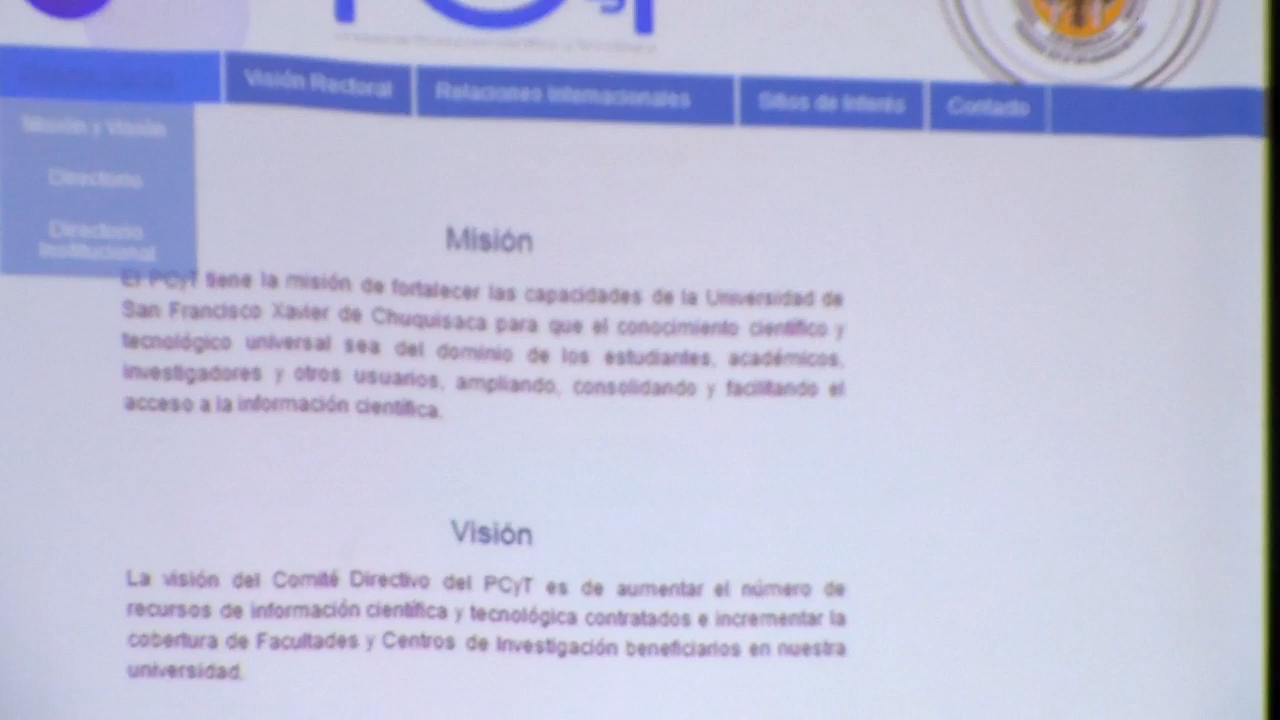 Visión Rectoral
Relaciones Internacionales
Sitios de Interés
Contacto
Misión y Visión
Directorio
Directorio
Institucional
Misión
El PCyT tiene la misión de fortalecer las capacidades de la Universidad de
San Francisco Xavier de Chuquisaca para que el conocimiento científico y
tecnológico universal sea del dominio de los estudiantes, académicos,
investigadores y otros usuarios, ampliando, consolidando y facilitando el
acceso a la información científica.
Visión
La visión del Comité Directivo del PCyT es de aumentar el número de
recursos de información científica y tecnológica contratados e incrementar la
cobertura de Facultades y Centros de Investigación beneficiarios en nuestra
universidad.